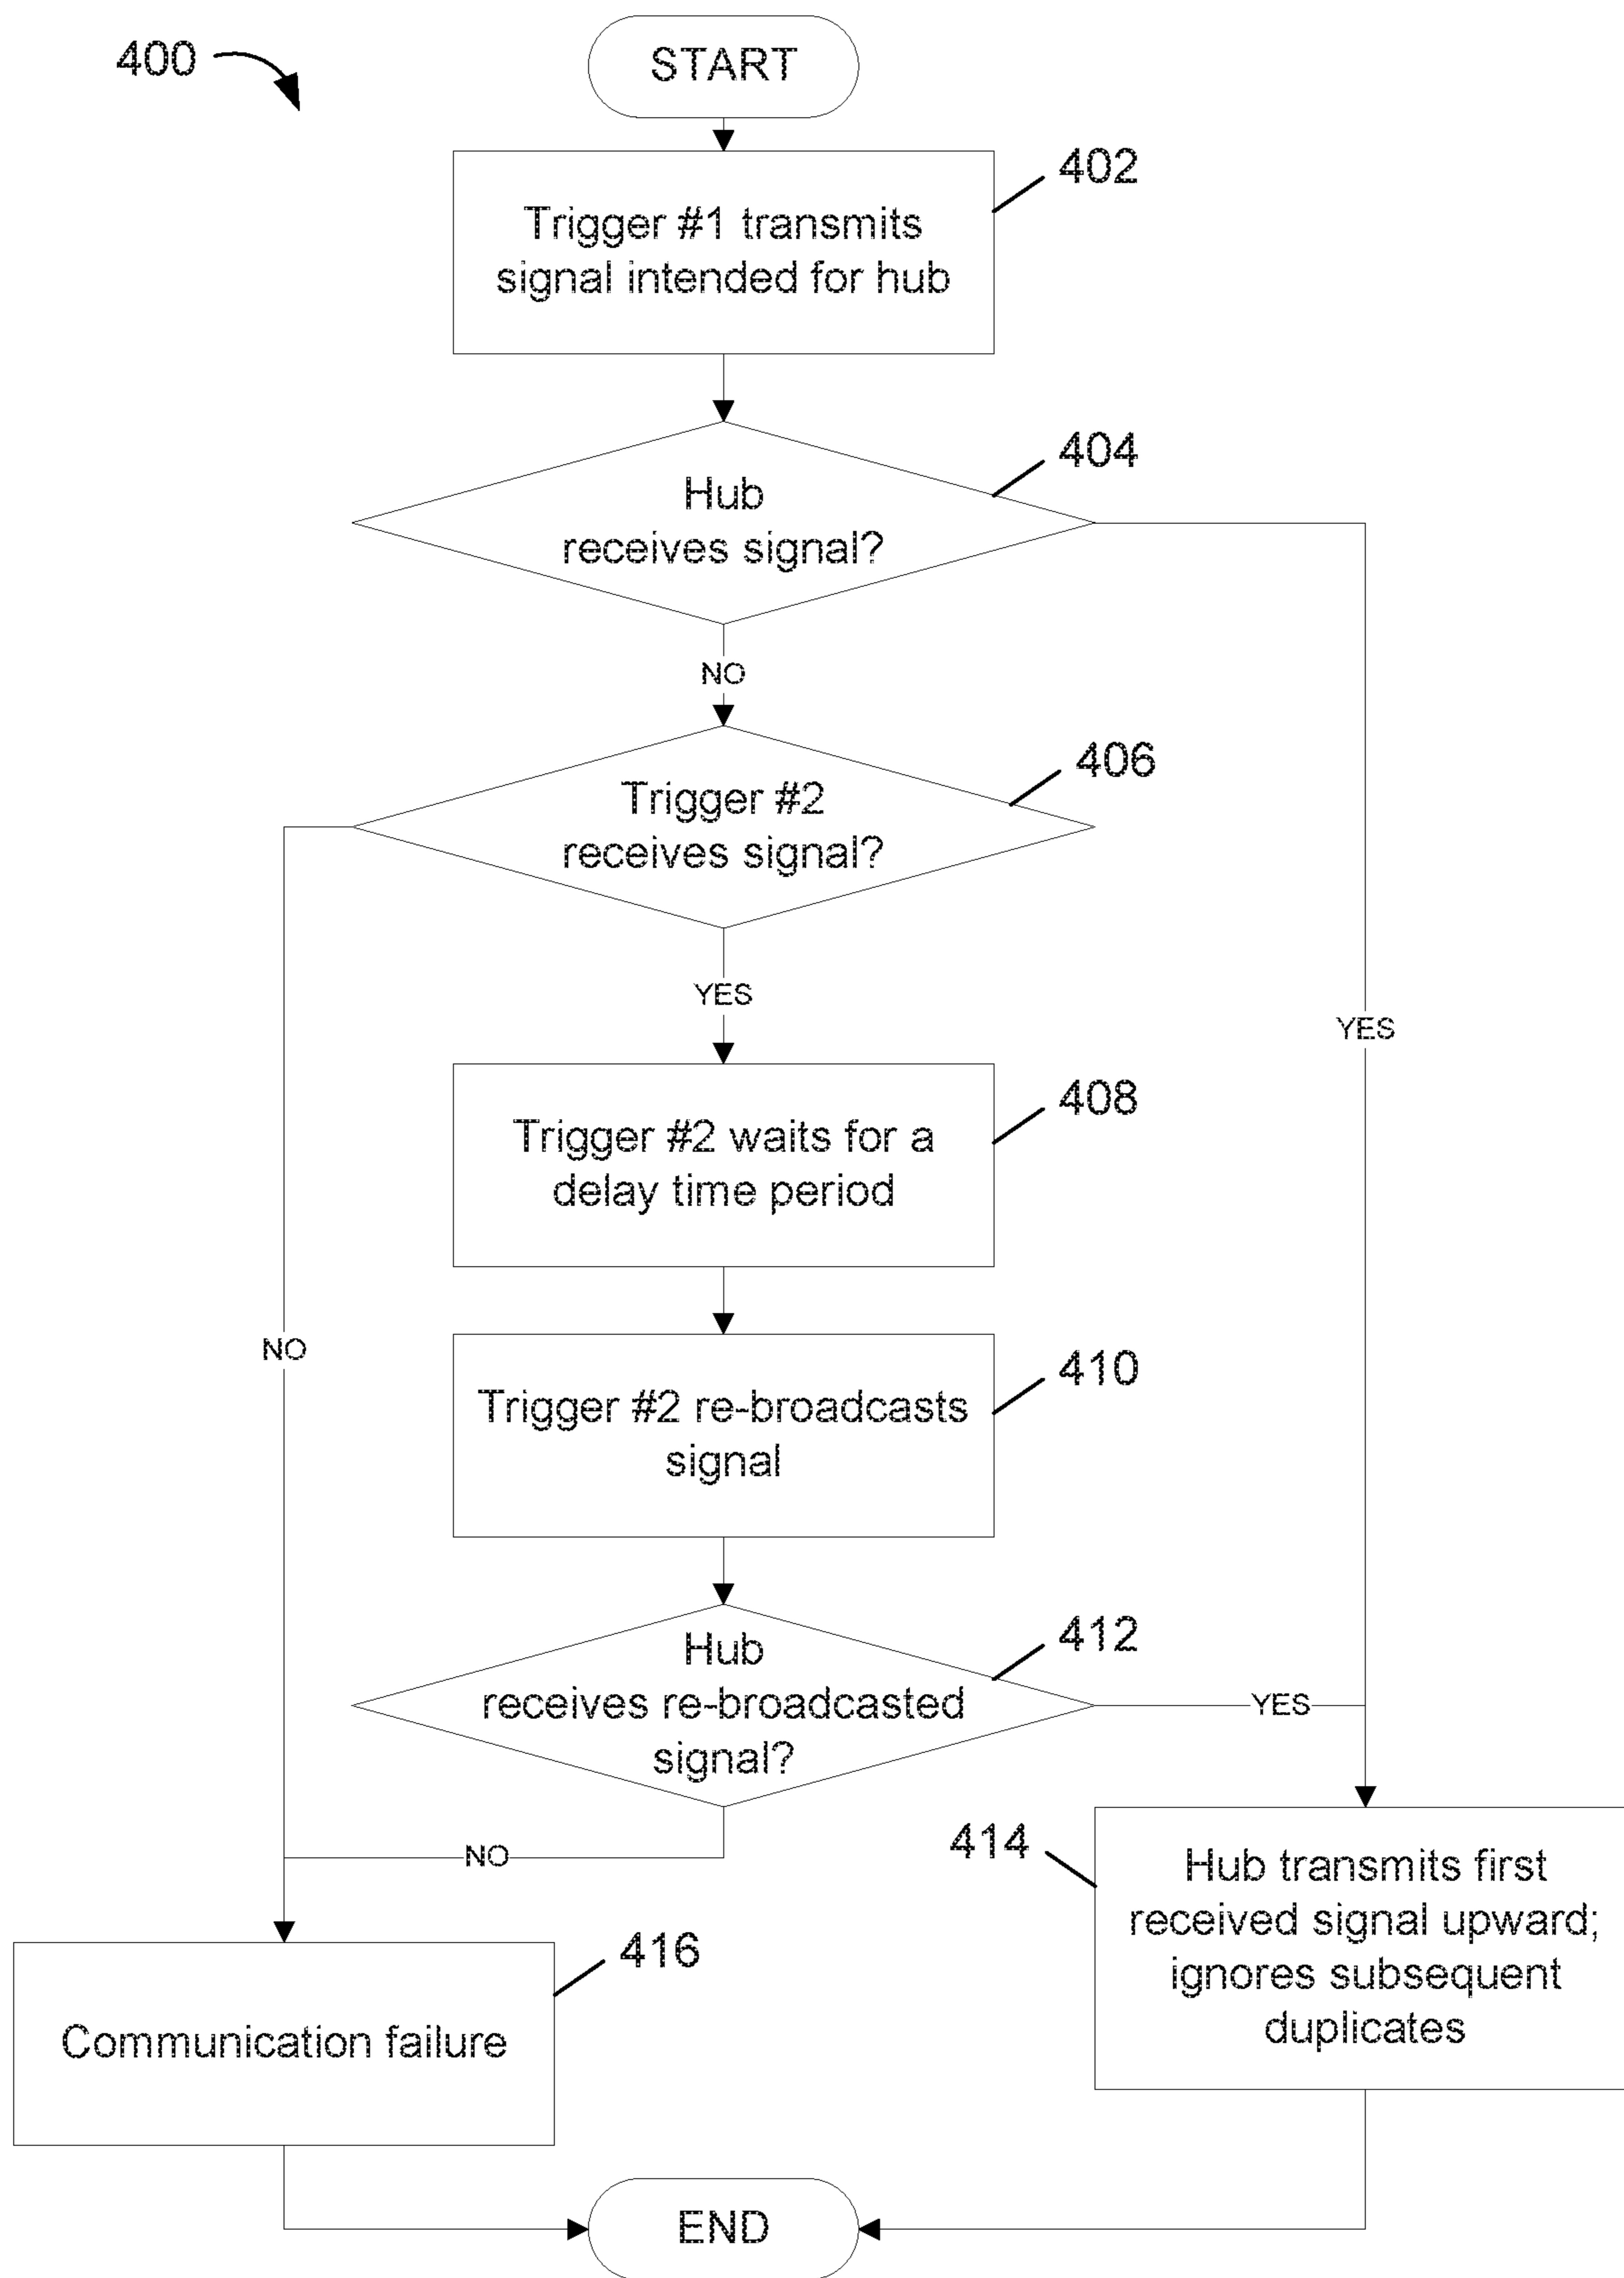 400
START
402
Trigger #1 transmits
signal intended for hub
404
Hub
receives signal?
NO
406
Trigger #2
receives signal?
YES
YES
408
Trigger #2 waits for a
delay time period
NO
410
Trigger #2 re-broadcasts
signal
412
Hub
receives re-broadcasted
signal?
YES
NO
414
Hub transmits first
received signal upward;
ignores subsequent
duplicates
416
Communication failure
END